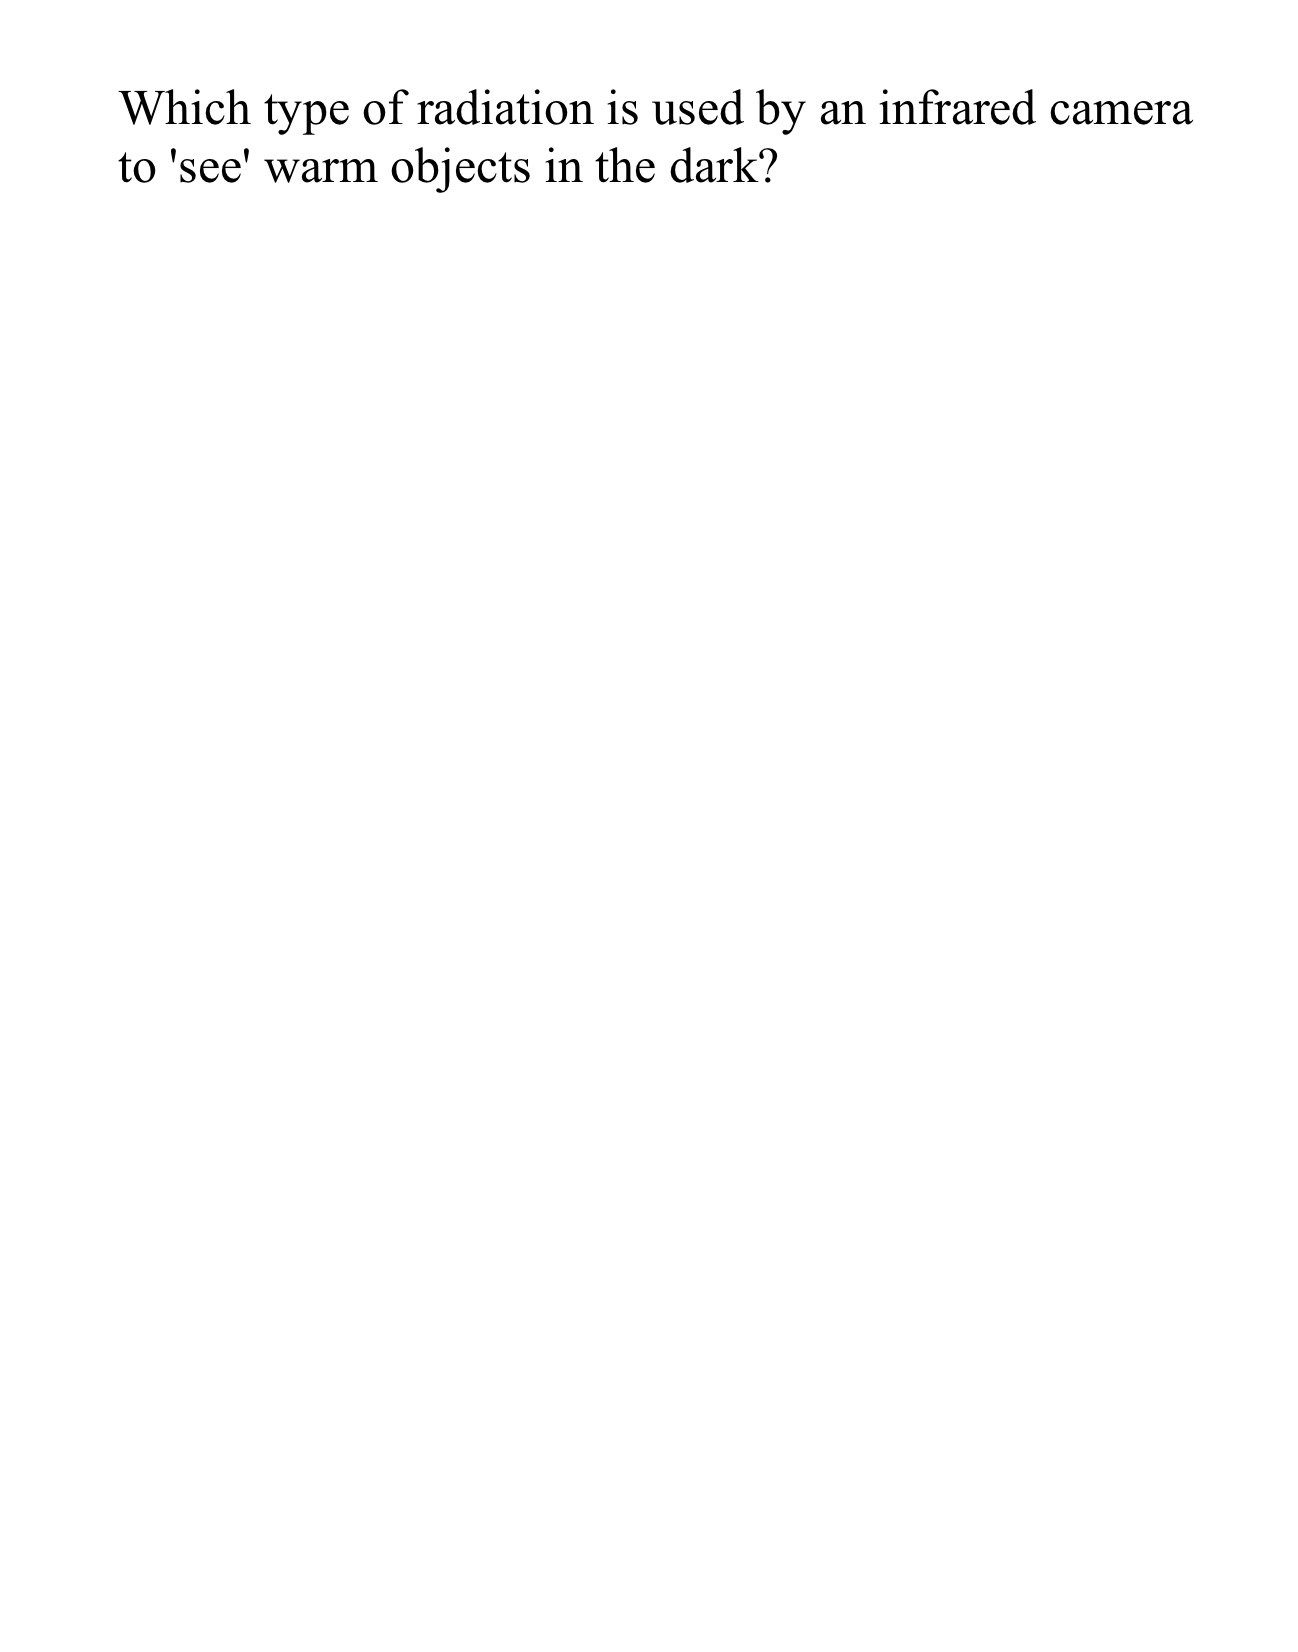 Which type of radiation is used by an infrared camera
to 'see' warm objects in the dark?